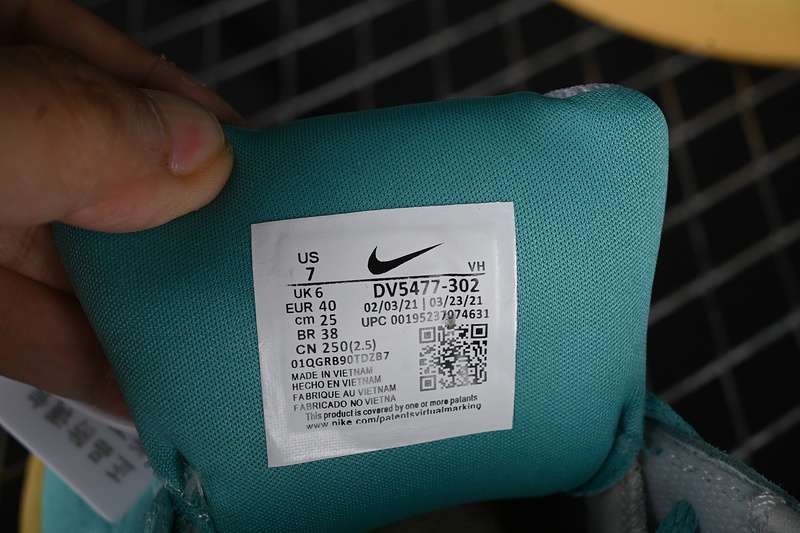 US
7
VH
UK 6
EUR 40
cm 25
BR 38
CN 250(2.5)
DV5477-302
02/03/21 | 03/23/21
UPC 00195237974631
01QGRB90TDZB7
MADE IN VIETNAM
HECHO EN VIETNAM
FABRIQUE AU VIETNAM
FABRICADO NO VIETNA
This product is covered by one or more patants
www.nike.com/patentsvirtualmarking